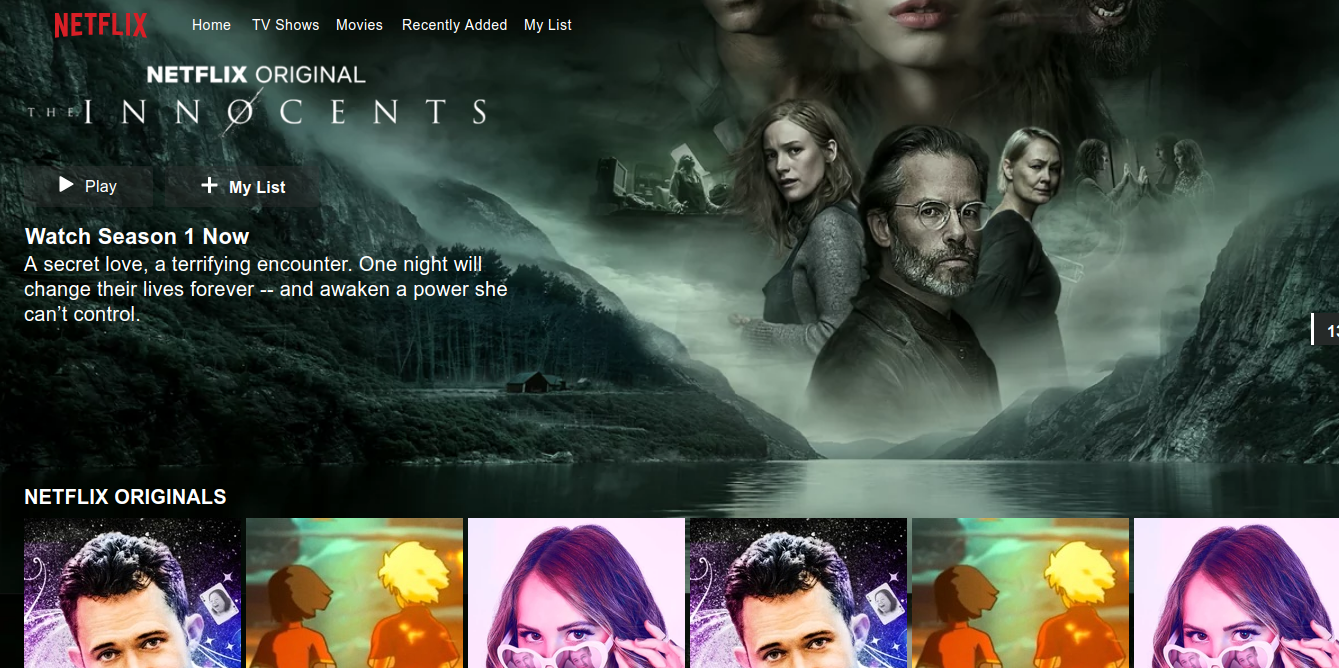 NETFLIX
Home TV Shows Movies Recently Added My List
NETFLIX ORIGINAL
THE INNOCENTS
Play
My List
Watch Season 1 Now
A secret love, a terrifying encounter. One night will
change their lives forever -- and awaken a power she
can’t control.
NETFLIX ORIGINALS